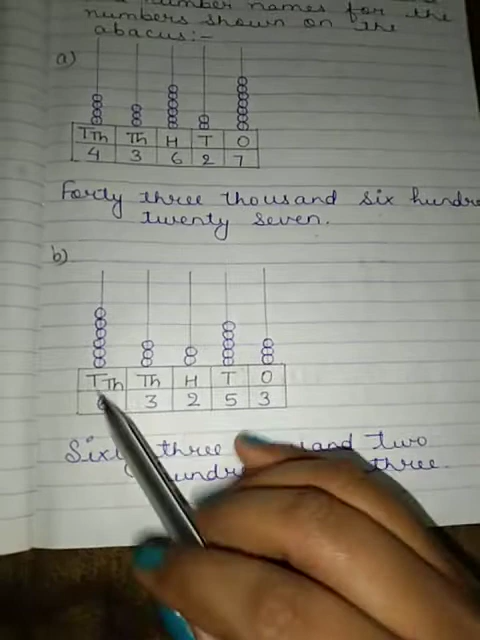 number names for the
numbers shown on the
abacus:-
a)
TTh Th H T O
4 3 6 2 7
Forty three thousand six hundre
twenty seven.
b)
TTh Th H T O
3 2 5 3
three and two
three.